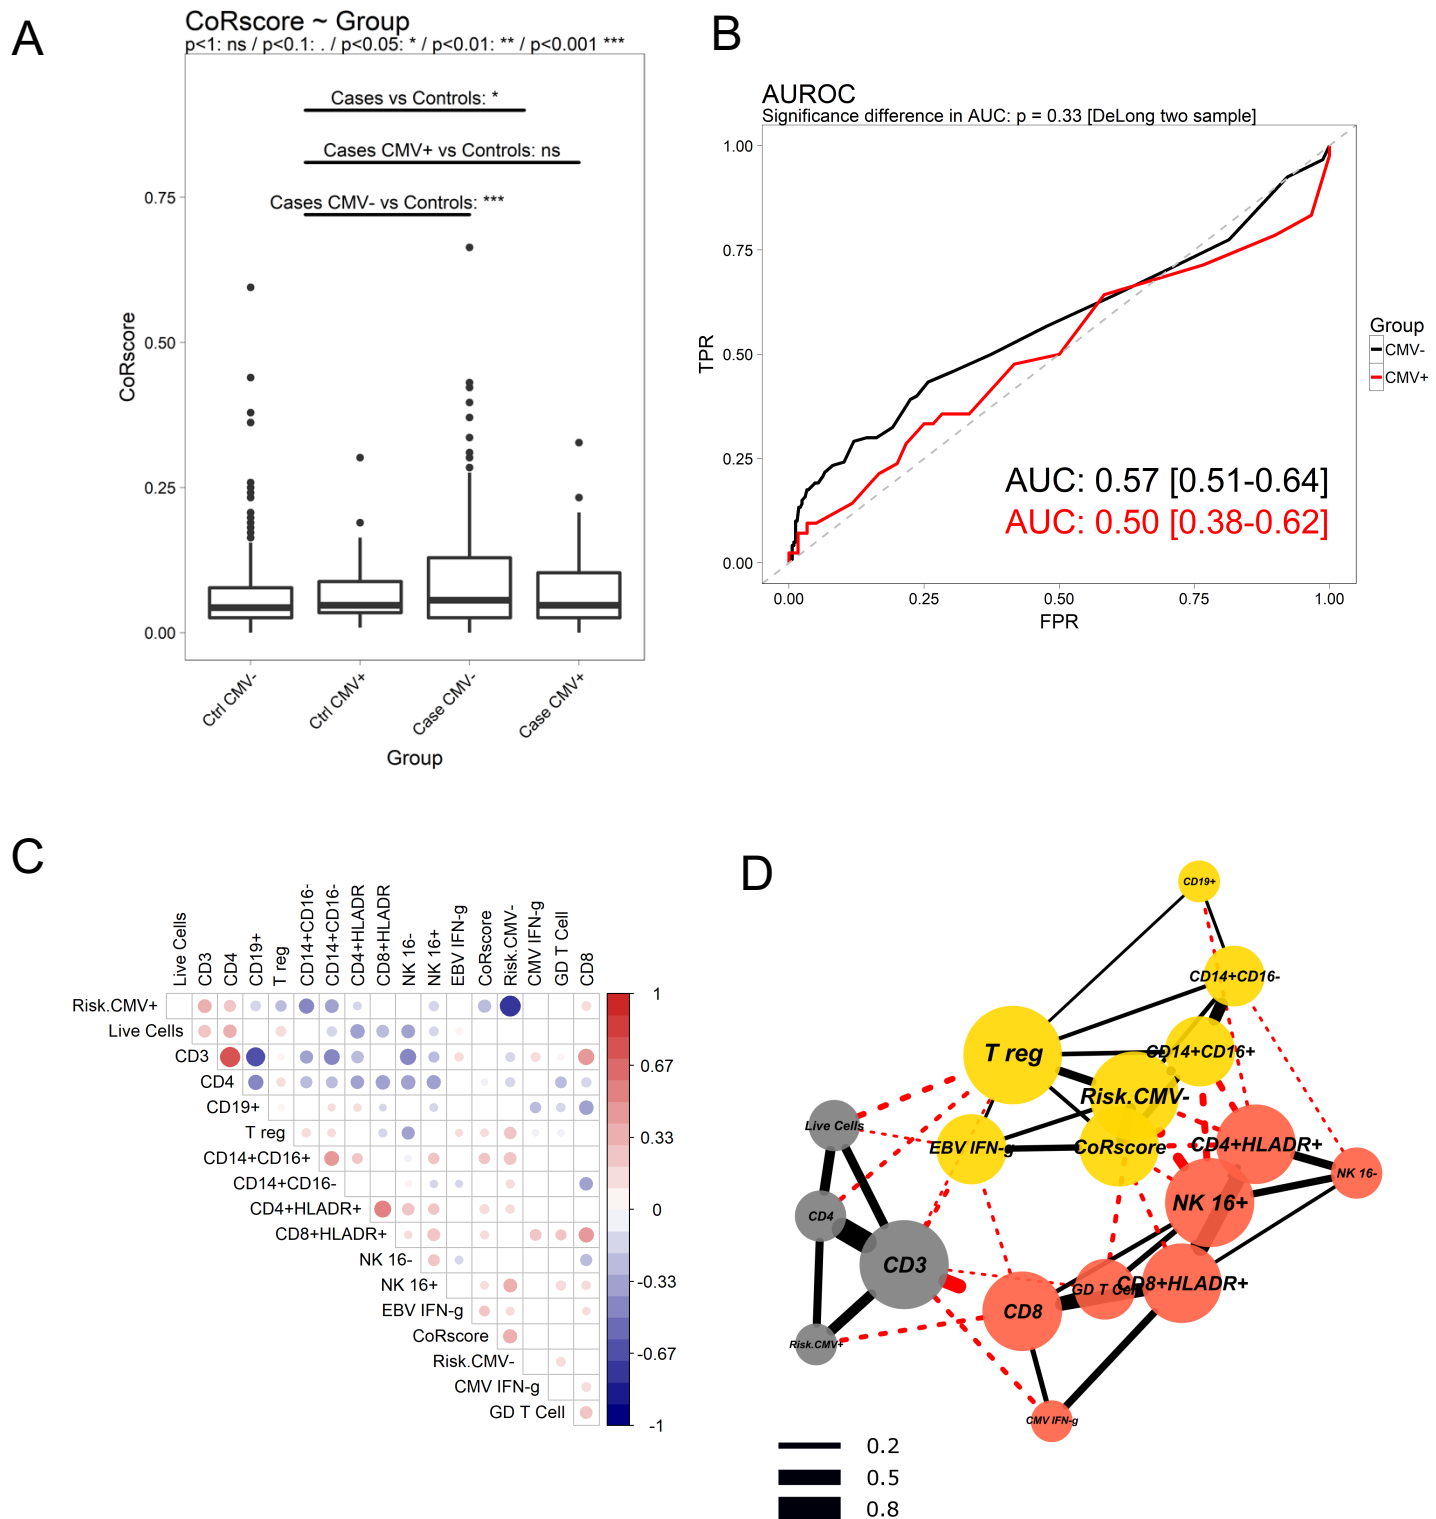 A
CoRscore ~ Group
p<1: ns / p<0.1: . / p<0.05: * / p<0.01: ** / p<0.001 ***
Cases vs Controls: *
Cases CMV+ vs Controls: ns
Cases CMV- vs Controls: ***
CoRscore
0.75
0.50
0.25
0.00
Ctrl CMV-
Ctrl CMV+
Case CMV-
Case CMV+
Group
B
AUROC
Significance difference in AUC: p = 0.33 [DeLong two sample]
TPR
1.00
0.75
0.50
0.25
0.00
AUC: 0.57 [0.51-0.64]
AUC: 0.50 [0.38-0.62]
0.00
0.25
0.50
0.75
1.00
FPR
Group
CMV-
CMV+
C
Live Cells
CD3
CD4
CD19+
T reg
CD14+CD16-
CD14+CD16-
CD4+HLADR
CD8+HLADR
NK 16-
NK 16+
EBV IFN-g
CoRscore
Risk.CMV-
CMV IFN-g
GD T Cell
CD8
Risk.CMV+
Live Cells
CD3
CD4
CD19+
T reg
CD14+CD16+
CD14+CD16-
CD4+HLADR+
CD8+HLADR+
NK 16-
NK 16+
EBV IFN-g
CoRscore
Risk.CMV-
CMV IFN-g
GD T Cell
1
0.67
0.33
0
-0.33
-0.67
-1
D
CD19+
CD14+CD16-
T reg
CD14+CD16+
Risk.CMV-
Live Cells
EBV IFN-g
CoRscore
CD4+HLADR+
NK 16-
NK 16+
CD4
CD3
GD T Cell
CD8+HLADR+
CD8
Risk.CMV+
CMV IFN-g
0.2
0.5
0.8